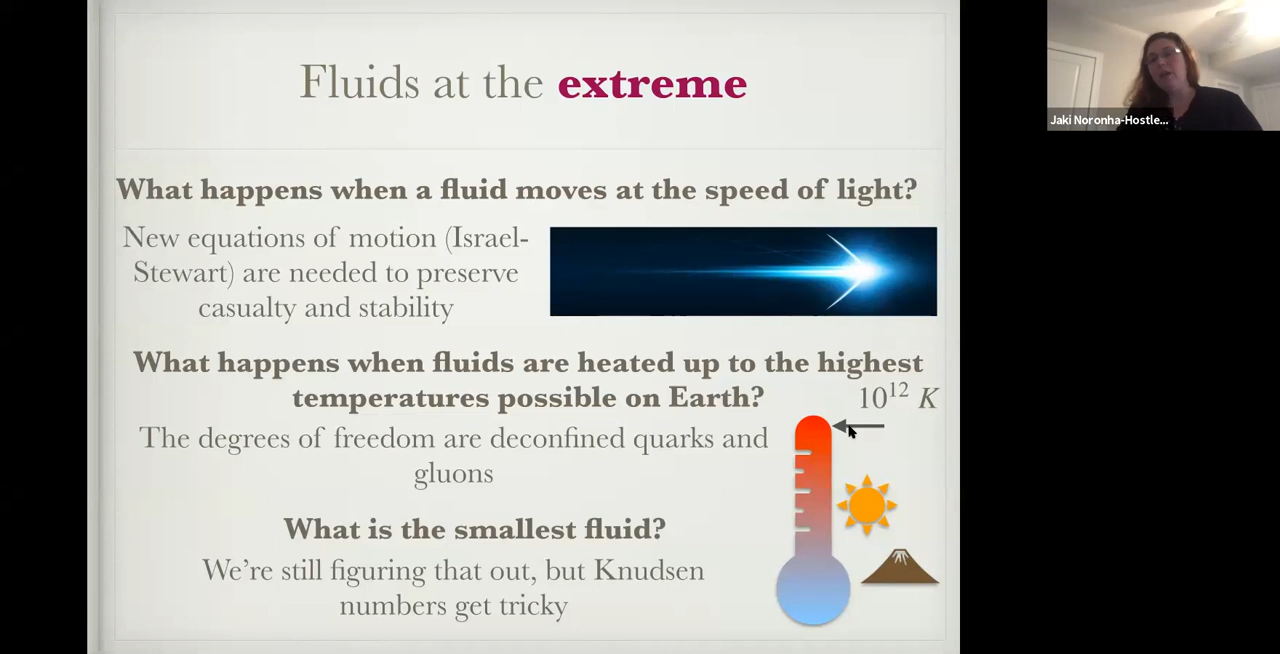 Fluids at the extreme
What happens when a fluid moves at the speed of light?
New equations of motion (Israel-
Stewart) are needed to preserve
casualty and stability
What happens when fluids are heated up to the highest
temperatures possible on Earth?
10¹² K
The degrees of freedom are deconfined quarks and
gluons
What is the smallest fluid?
We’re still figuring that out, but Knudsen
numbers get tricky
Jaki Noronha-Hostle...